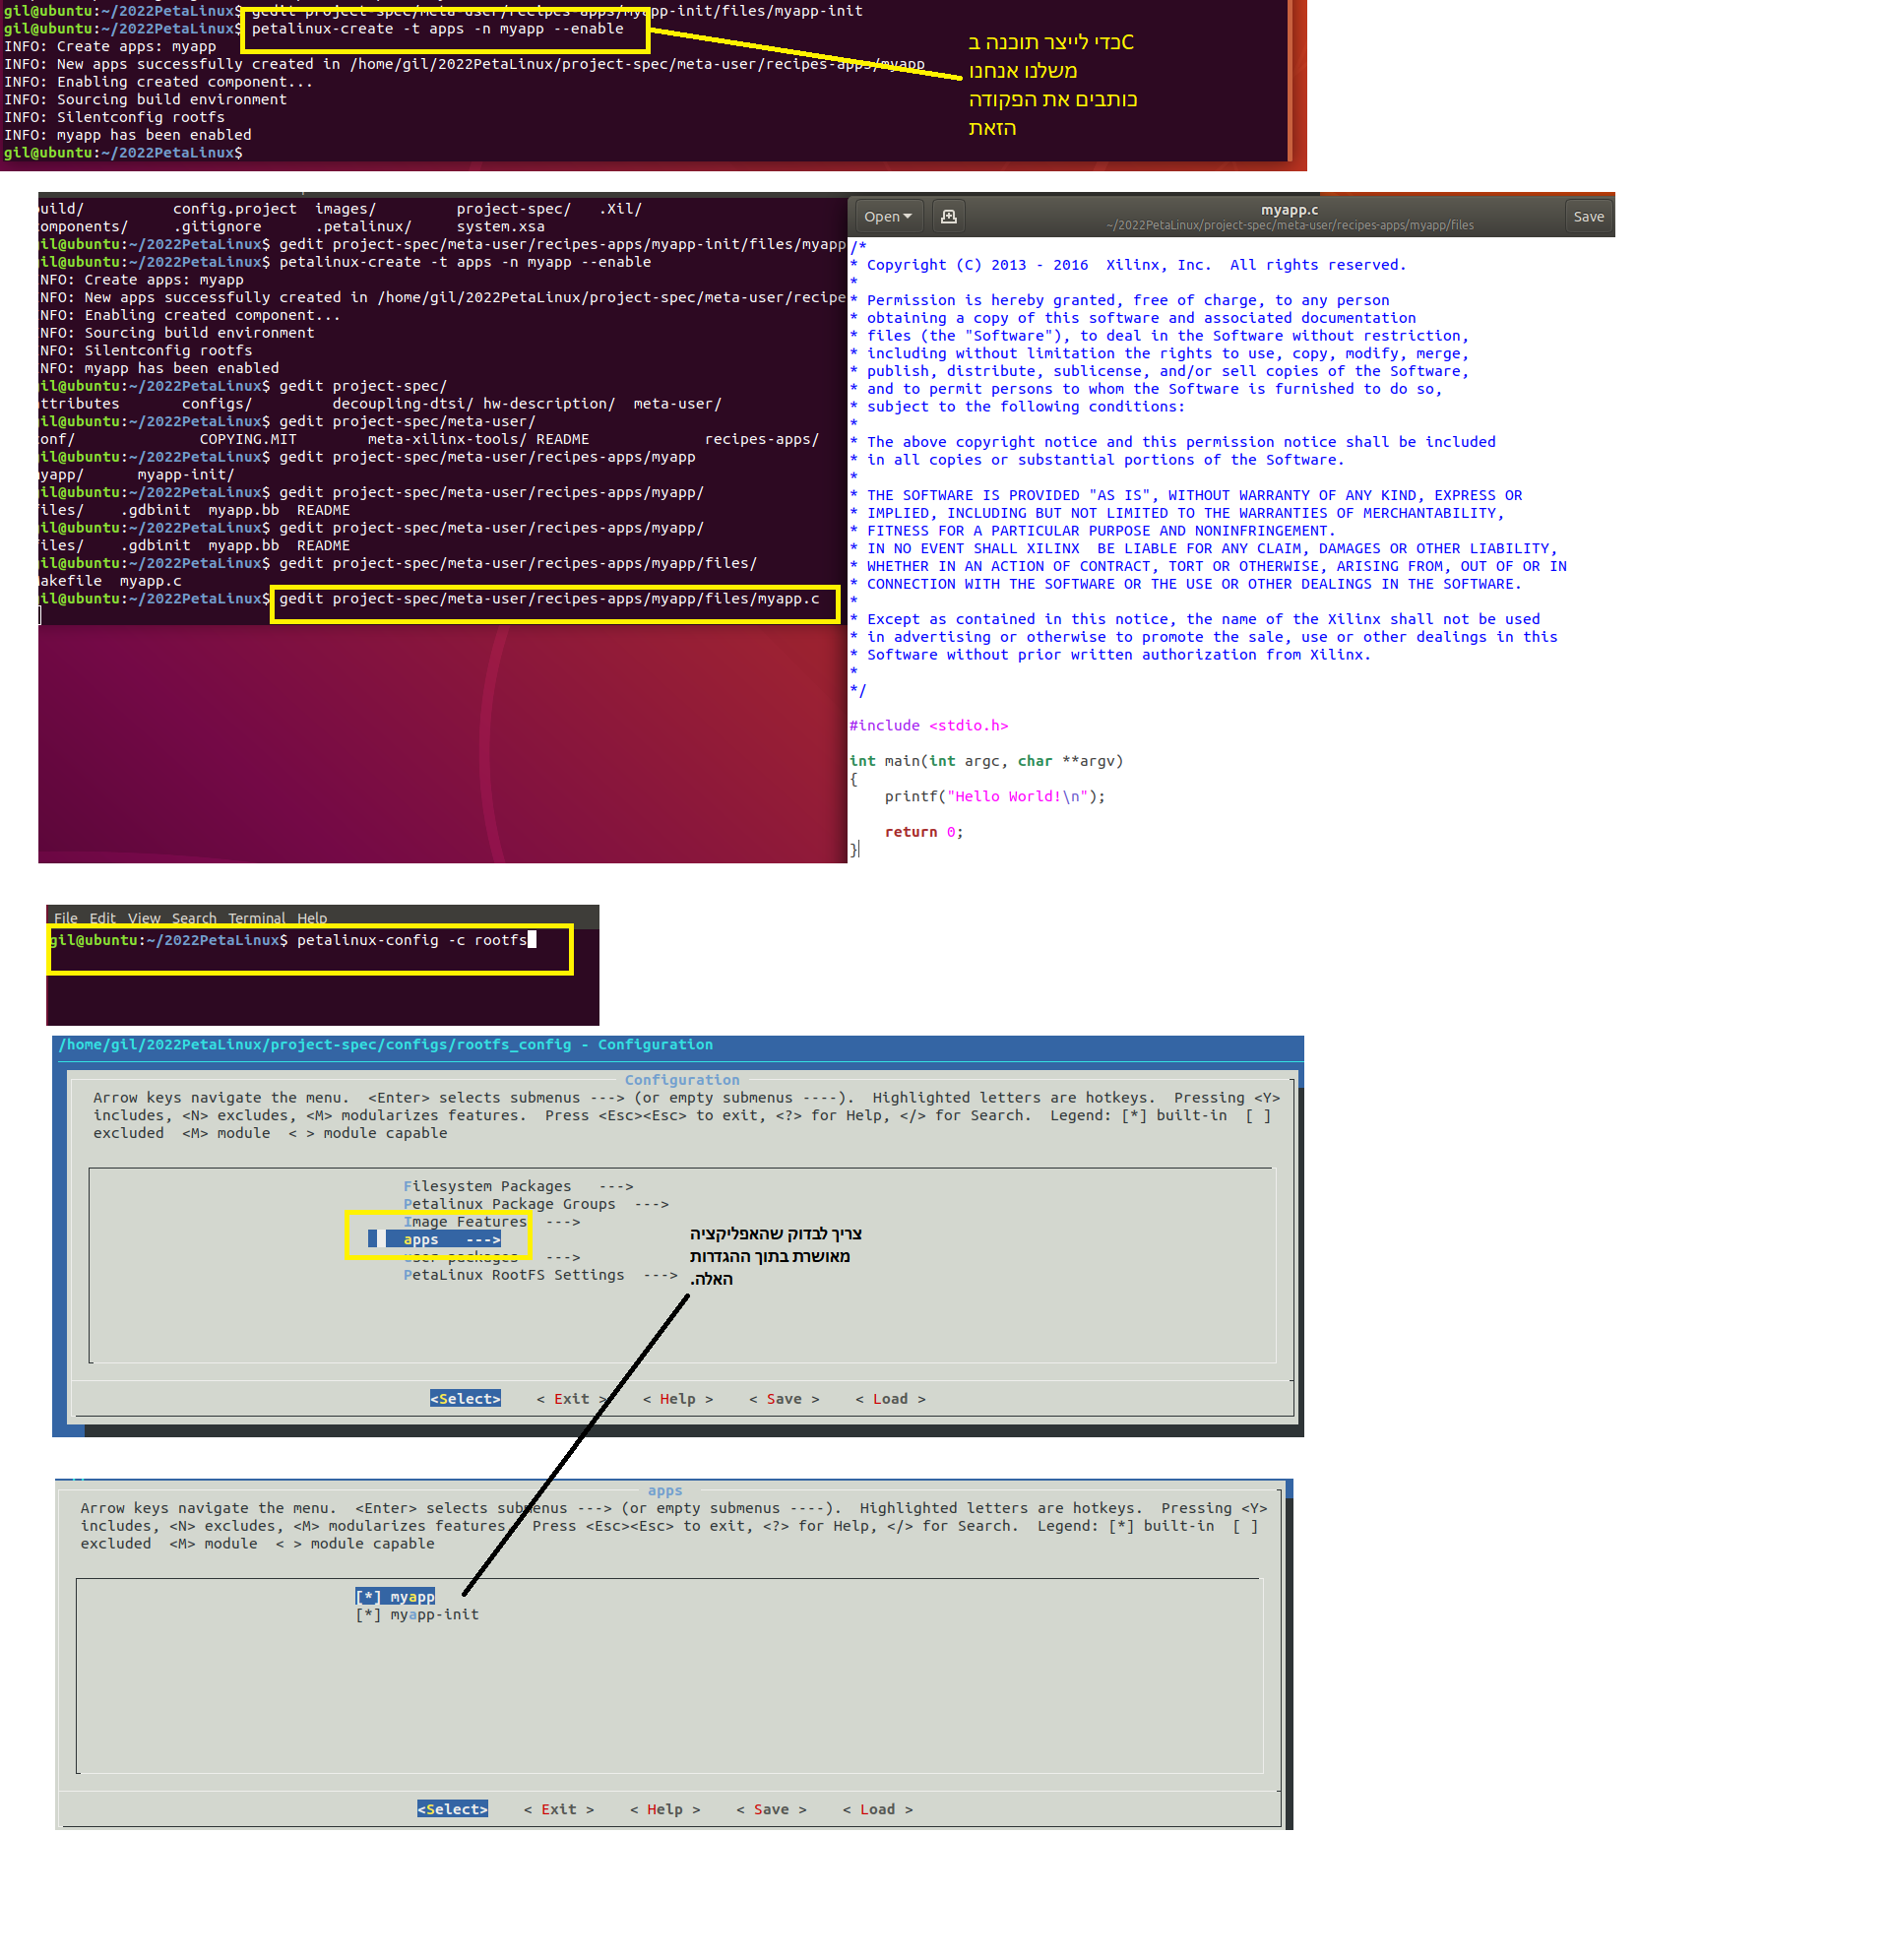 gil@ubuntu:~/2022PetaLinux$ gedit project-spec/meta-user/recipes-apps/myapp-init/files/myapp-init
gil@ubuntu:~/2022PetaLinux$ petalinux-create -t apps -n myapp --enable
INFO: Create apps: myapp
INFO: New apps successfully created in /home/gil/2022PetaLinux/project-spec/meta-user/recipes-apps/myapp
INFO: Enabling created component...
INFO: Sourcing build environment
INFO: Silentconfig rootfs
INFO: myapp has been enabled
gil@ubuntu:~/2022PetaLinux$
כדי לייצר תוכנה ב C
משלנו אנחנו
כותבים את הפקודה
הזאת
uild/ config.project images/ project-spec/ .Xil/
omponents/ .gitignore .petalinux/ system.xsa
il@ubuntu:~/2022PetaLinux$ gedit project-spec/meta-user/recipes-apps/myapp-init/files/myapp
il@ubuntu:~/2022PetaLinux$ petalinux-create -t apps -n myapp --enable
NFO: Create apps: myapp
NFO: New apps successfully created in /home/gil/2022PetaLinux/project-spec/meta-user/recipe
NFO: Enabling created component...
NFO: Sourcing build environment
NFO: Silentconfig rootfs
NFO: myapp has been enabled
il@ubuntu:~/2022PetaLinux$ gedit project-spec/
ttributes configs/ decoupling-dtsi/ hw-description/ meta-user/
il@ubuntu:~/2022PetaLinux$ gedit project-spec/meta-user/
onf/ COPYING.MIT meta-xilinx-tools/ README recipes-apps/
il@ubuntu:~/2022PetaLinux$ gedit project-spec/meta-user/recipes-apps/myapp
yapp/ myapp-init/
il@ubuntu:~/2022PetaLinux$ gedit project-spec/meta-user/recipes-apps/myapp/
iles/ .gdbinit myapp.bb README
il@ubuntu:~/2022PetaLinux$ gedit project-spec/meta-user/recipes-apps/myapp/
iles/ .gdbinit myapp.bb README
il@ubuntu:~/2022PetaLinux$ gedit project-spec/meta-user/recipes-apps/myapp/files/
akefile myapp.c
il@ubuntu:~/2022PetaLinux$ gedit project-spec/meta-user/recipes-apps/myapp/files/myapp.c
Open
myapp.c
~/2022PetaLinux/project-spec/meta-user/recipes-apps/myapp/files
Save
/*
* Copyright (C) 2013 - 2016  Xilinx, Inc.  All rights reserved.
*
* Permission is hereby granted, free of charge, to any person
* obtaining a copy of this software and associated documentation
* files (the "Software"), to deal in the Software without restriction,
* including without limitation the rights to use, copy, modify, merge,
* publish, distribute, sublicense, and/or sell copies of the Software,
* and to permit persons to whom the Software is furnished to do so,
* subject to the following conditions:
*
* The above copyright notice and this permission notice shall be included
* in all copies or substantial portions of the Software.
*
* THE SOFTWARE IS PROVIDED "AS IS", WITHOUT WARRANTY OF ANY KIND, EXPRESS OR
* IMPLIED, INCLUDING BUT NOT LIMITED TO THE WARRANTIES OF MERCHANTABILITY,
* FITNESS FOR A PARTICULAR PURPOSE AND NONINFRINGEMENT.
* IN NO EVENT SHALL XILINX  BE LIABLE FOR ANY CLAIM, DAMAGES OR OTHER LIABILITY,
* WHETHER IN AN ACTION OF CONTRACT, TORT OR OTHERWISE, ARISING FROM, OUT OF OR IN
* CONNECTION WITH THE SOFTWARE OR THE USE OR OTHER DEALINGS IN THE SOFTWARE.
*
* Except as contained in this notice, the name of the Xilinx shall not be used
* in advertising or otherwise to promote the sale, use or other dealings in this
* Software without prior written authorization from Xilinx.
*
*/
#include <stdio.h>
int main(int argc, char **argv)
{
printf("Hello World!\n");
return 0;
}
File Edit View Search Terminal Help
gil@ubuntu:~/2022PetaLinux$ petalinux-config -c rootfs
/home/gil/2022PetaLinux/project-spec/configs/rootfs_config - Configuration
Configuration
Arrow keys navigate the menu.  <Enter> selects submenus ---> (or empty submenus ----).  Highlighted letters are hotkeys.  Pressing <Y>
includes, <N> excludes, <M> modularizes features.  Press <Esc><Esc> to exit, <?> for Help, </> for Search.  Legend: [*] built-in  [ ]
excluded  <M> module  < > module capable
Filesystem Packages --->
Petalinux Package Groups --->
Image Features --->
apps --->
user packages --->
PetaLinux RootFS Settings --->
צריך לבדוק שהאפליקציה
מאושרת בתוך ההגדרות
האלה.
<Select> < Exit > < Help > < Save > < Load >
apps
Arrow keys navigate the menu.  <Enter> selects submenus ---> (or empty submenus ----).  Highlighted letters are hotkeys.  Pressing <Y>
includes, <N> excludes, <M> modularizes features.  Press <Esc><Esc> to exit, <?> for Help, </> for Search.  Legend: [*] built-in  [ ]
excluded  <M> module  < > module capable
[*] myapp
[*] myapp-init
<Select> < Exit > < Help > < Save > < Load >